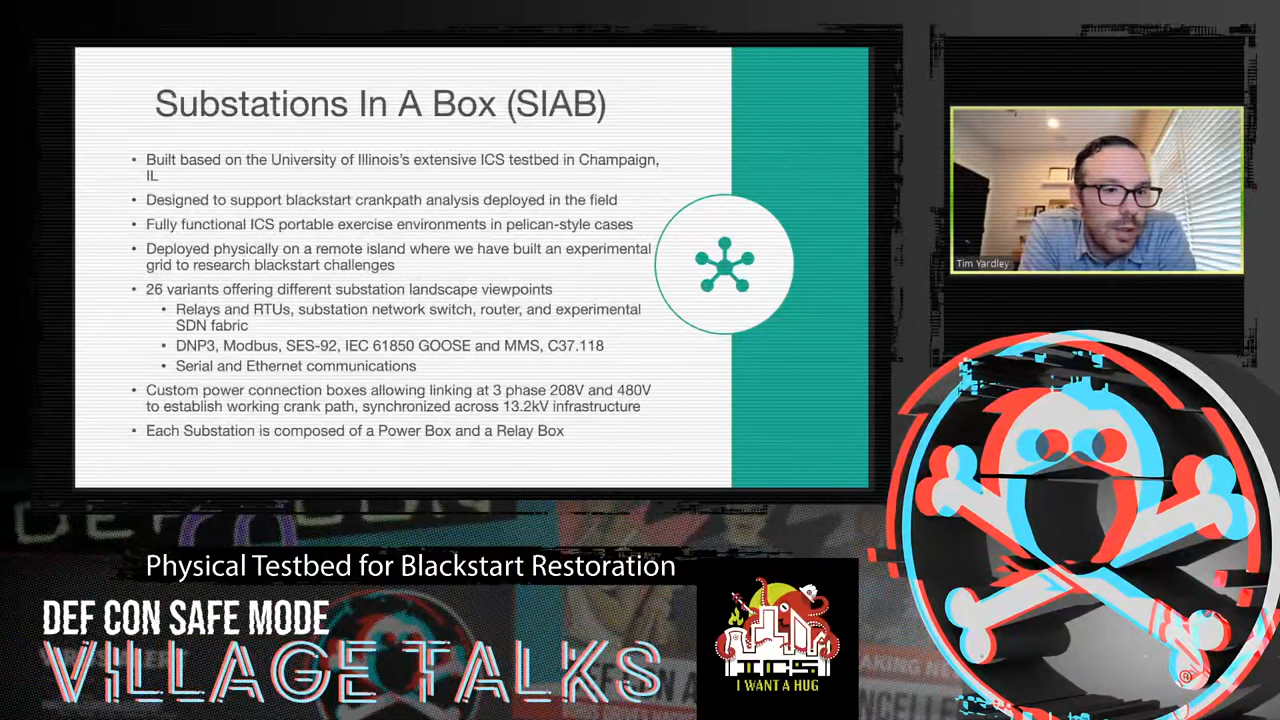 Substations In A Box (SIAB)
• Built based on the University of Illinois's extensive ICS testbed in Champaign,
IL
• Designed to support blackstart crankpath analysis deployed in the field
• Fully functional ICS portable exercise environments in pelican-style cases
• Deployed physically on a remote island where we have built an experimental
grid to research blackstart challenges
• 26 variants offering different substation landscape viewpoints
• Relays and RTUs, substation network switch, router, and experimental
SDN fabric
• DNP3, Modbus, SES-92, IEC 61850 GOOSE and MMS, C37.118
• Serial and Ethernet communications
• Custom power connection boxes allowing linking at 3 phase 208V and 480V
to establish working crank path, synchronized across 13.2kV infrastructure
• Each Substation is composed of a Power Box and a Relay Box
Tim Yardley
Physical Testbed for Blackstart Restoration
DEF CON SAFE MODE
VILLAGE TALKS
ICS
I WANT A HUG
®